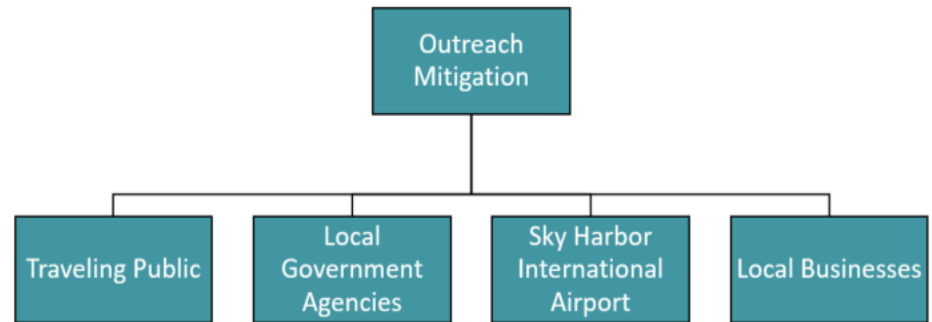 Outreach
Mitigation
Traveling Public
Local
Government
Agencies
Sky Harbor
International
Airport
Local Businesses